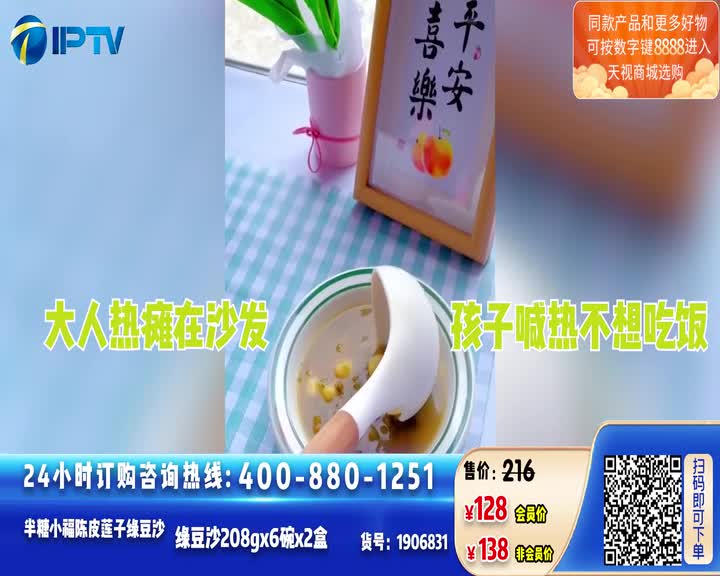 IPTV
同款产品和更多好物
可按数字键8888进入
天视商城选购
平安
喜樂
大人热瘫在沙发
孩子喊热不想吃饭
24小时订购咨询热线:400-880-1251
半糖小福陈皮莲子绿豆沙
绿豆沙208gx6碗x2盒
货号:1906831
售价:216
¥128 会员价
¥138 非会员价
扫码即可下单